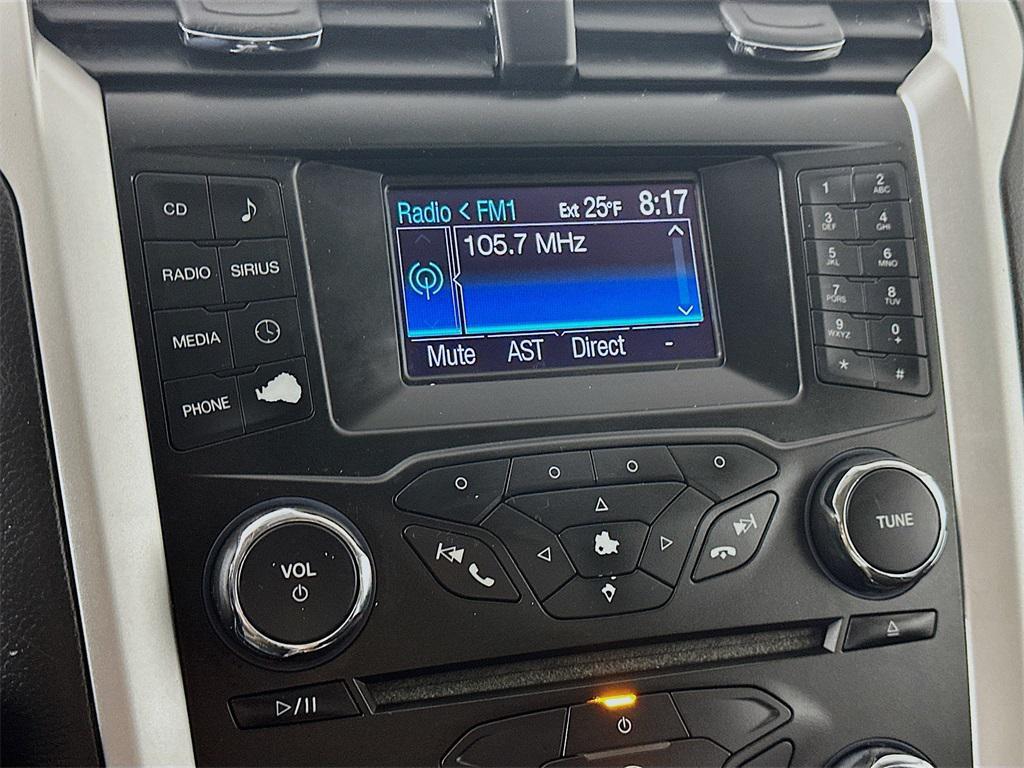 Radio < FM1 Ext 25°F 8:17
105.7 MHz
Mute AST Direct -
CD
RADIO SIRIUS
MEDIA
PHONE
1 2 ABC
3 DEF 4 GHI
5 JKL 6 MNO
7 PQRS 8 TUV
9 WXYZ 0 +
* #
VOL
TUNE